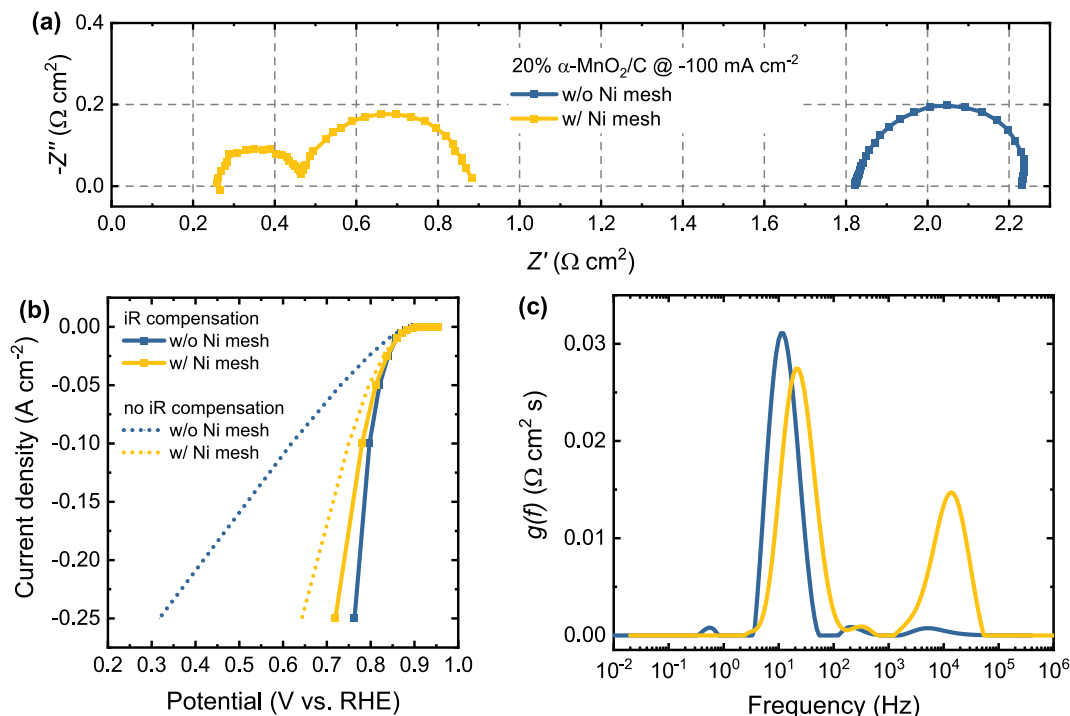 (a)
0.4
0.2
0.0
-Z″ (Ω cm²)
20% α-MnO₂/C @ -100 mA cm⁻²
w/o Ni mesh
w/ Ni mesh
0.0 0.2 0.4 0.6 0.8 1.0 1.2 1.4 1.6 1.8 2.0 2.2
Z′ (Ω cm²)
(b)
0.00
-0.05
-0.10
-0.15
-0.20
-0.25
Current density (A cm⁻²)
iR compensation
w/o Ni mesh
w/ Ni mesh
no iR compensation
w/o Ni mesh
w/ Ni mesh
0.2 0.3 0.4 0.5 0.6 0.7 0.8 0.9 1.0
Potential (V vs. RHE)
(c)
0.03
0.02
0.01
0.00
g(f) (Ω cm² s)
10⁻² 10⁻¹ 10⁰ 10¹ 10² 10³ 10⁴ 10⁵ 10⁶
Frequency (Hz)